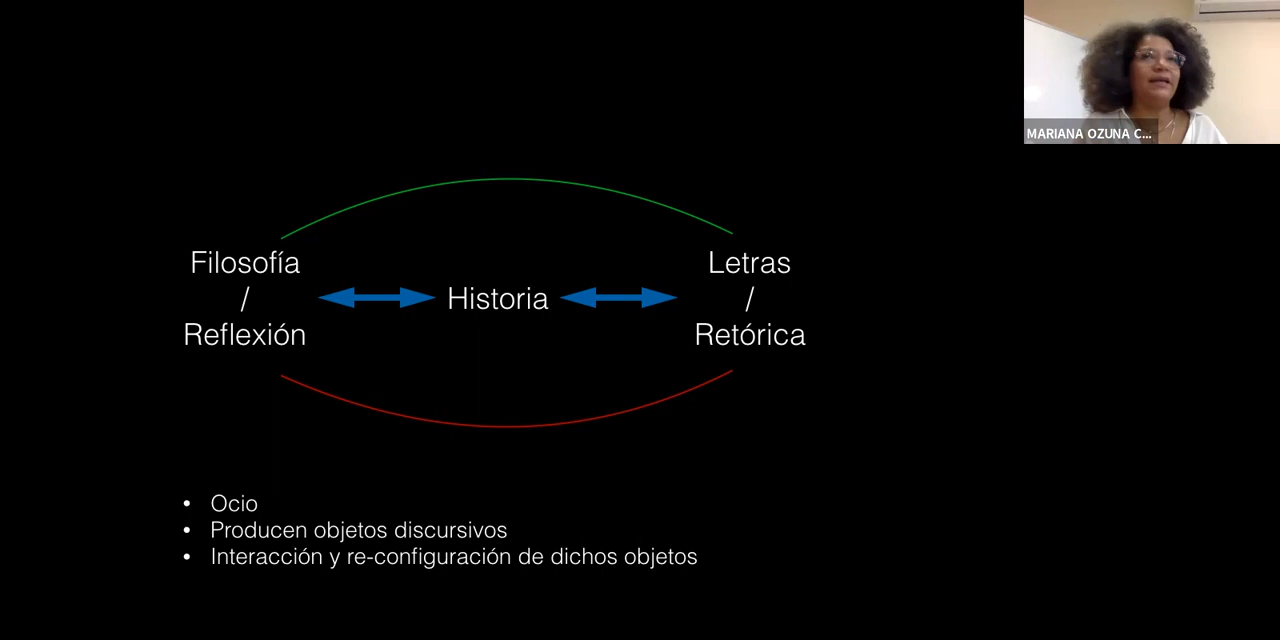 MARIANA OZUNA C...
Filosofía
/
Reflexión
Historia
Letras
/
Retórica
• Ocio
• Producen objetos discursivos
• Interacción y re-configuración de dichos objetos